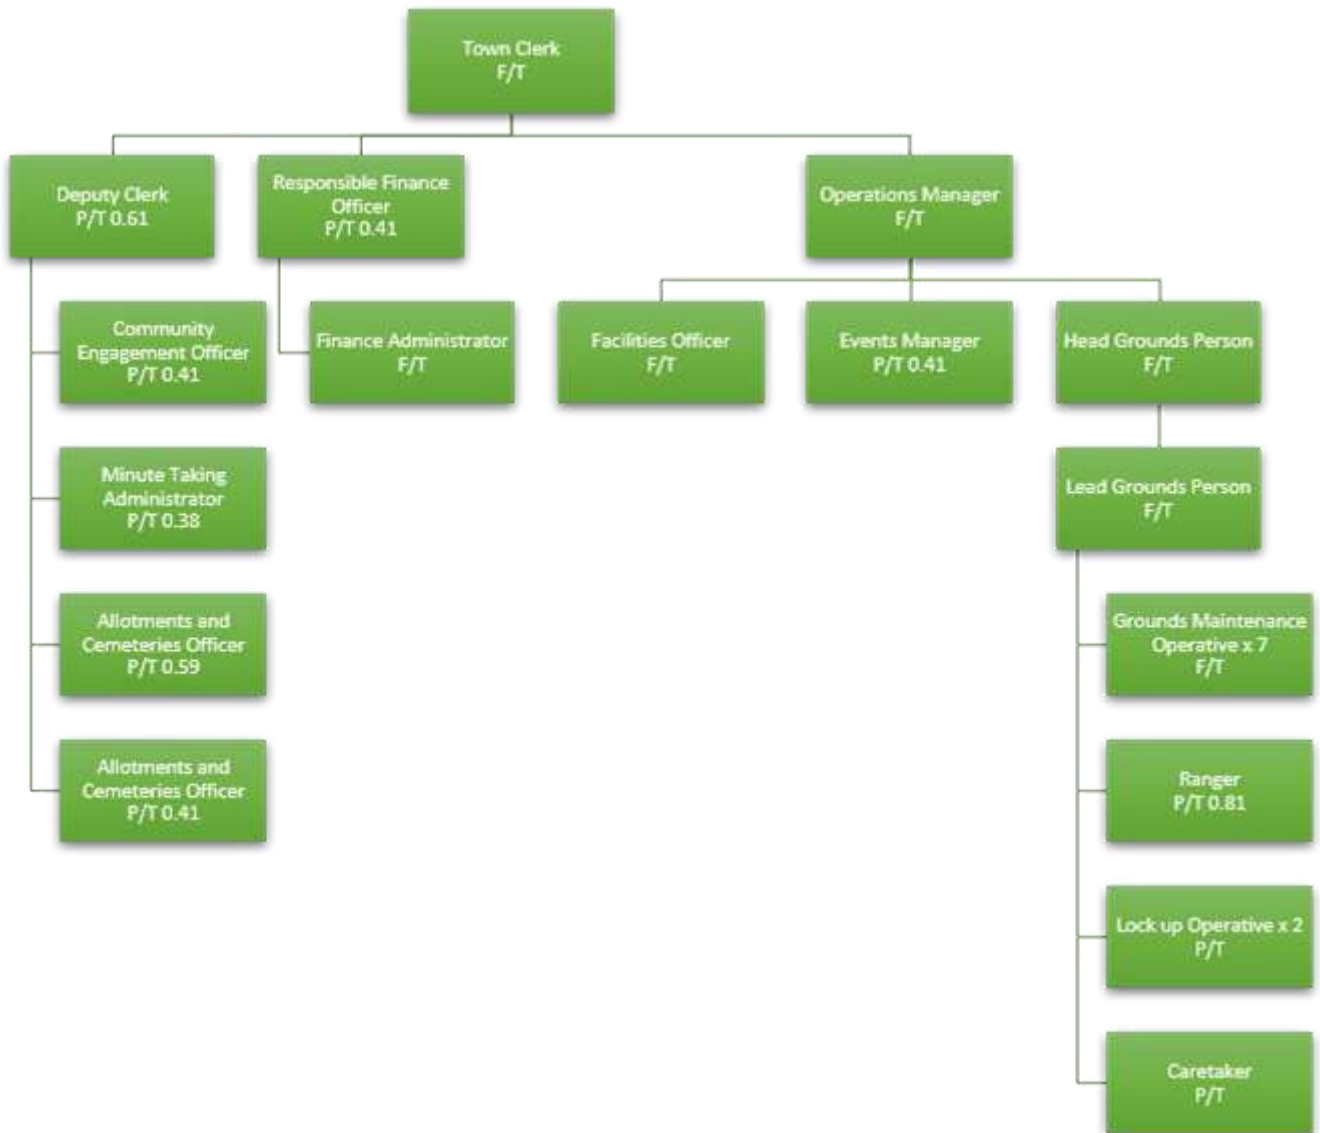 Town Clerk
F/T
Deputy Clerk
P/T 0.61
Responsible Finance
Officer
P/T 0.41
Operations Manager
F/T
Community
Engagement Officer
P/T 0.41
Finance Administrator
F/T
Facilities Officer
F/T
Events Manager
P/T 0.41
Head Grounds Person
F/T
Minute Taking
Administrator
P/T 0.38
Lead Grounds Person
F/T
Allotments and
Cemeteries Officer
P/T 0.59
Grounds Maintenance
Operative x 7
F/T
Allotments and
Cemeteries Officer
P/T 0.41
Ranger
P/T 0.81
Lock up Operative x 2
P/T
Caretaker
P/T